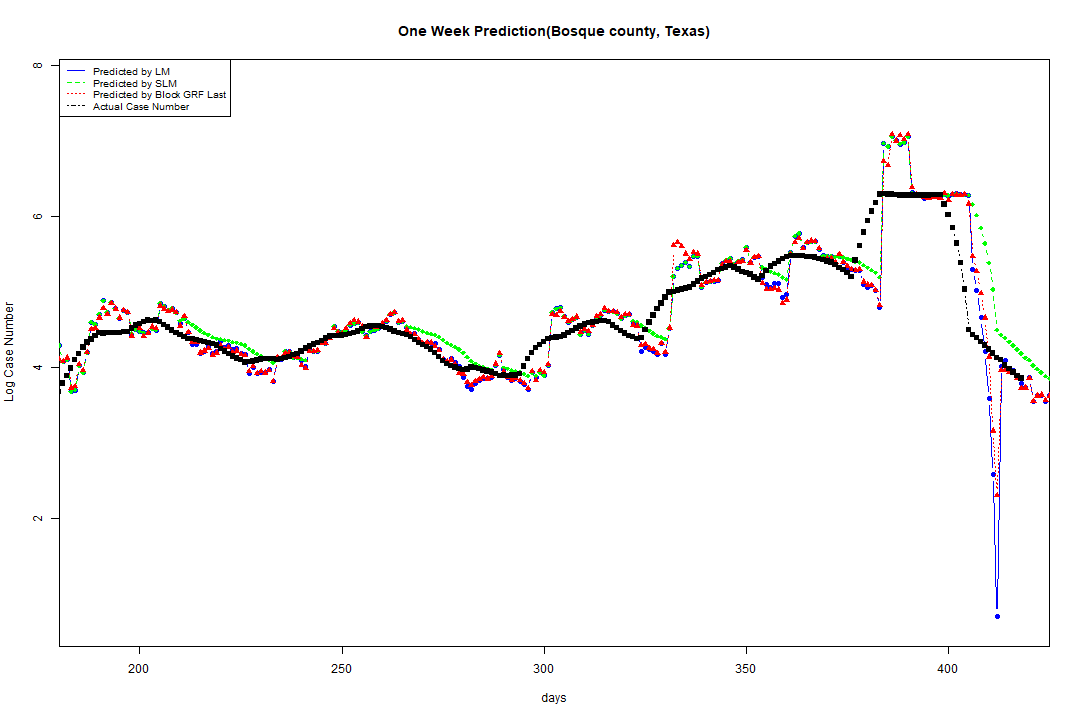 One Week Prediction(Bosque county, Texas)
Predicted by LM
Predicted by SLM
Predicted by Block GRF Last
Actual Case Number
8
6
4
2
Log Case Number
200 250 300 350 400
days